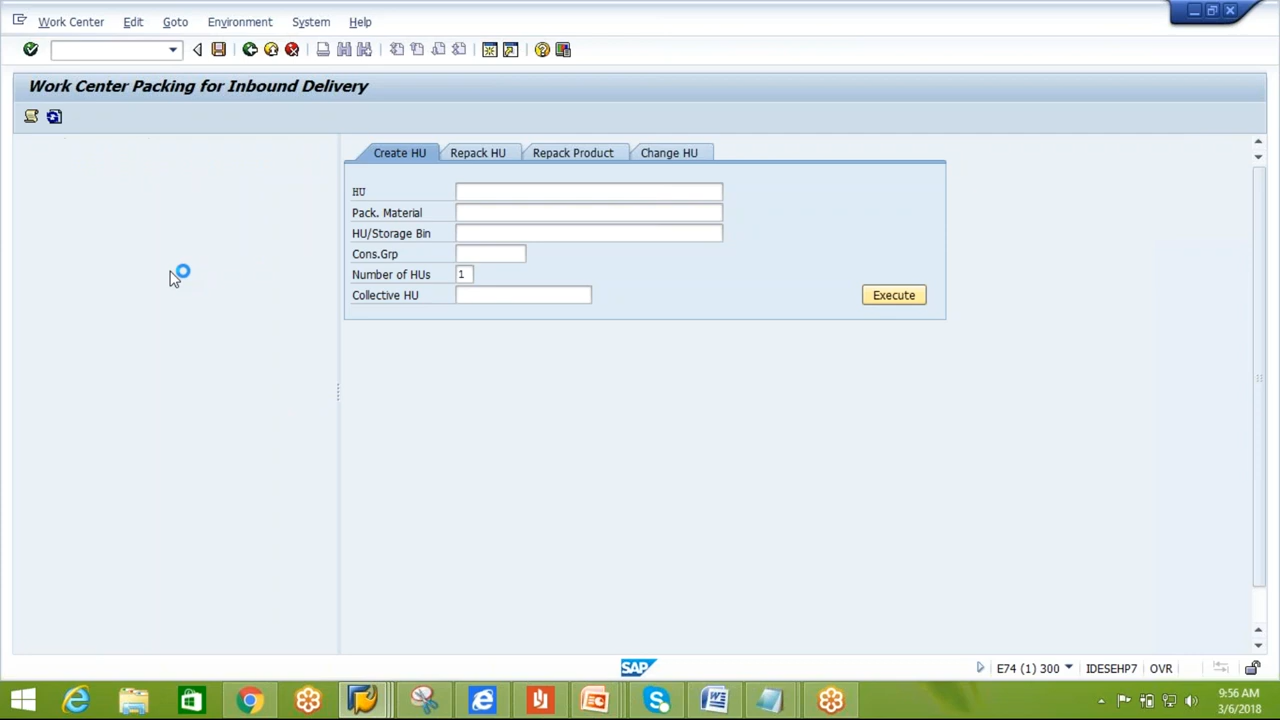 Work Center Edit Goto Environment System Help
Work Center Packing for Inbound Delivery
Create HU Repack HU Repack Product Change HU
HU
Pack. Material
HU/Storage Bin
Cons.Grp
Number of HUs 1
Collective HU Execute
SAP E74 (1) 300 IDESEHP7 OVR
9:56 AM
3/6/2018